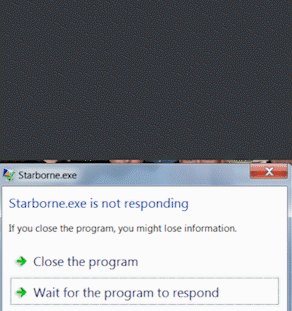 Starborne.exe
Starborne.exe is not responding
If you close the program, you might lose information.
Close the program
Wait for the program to respond